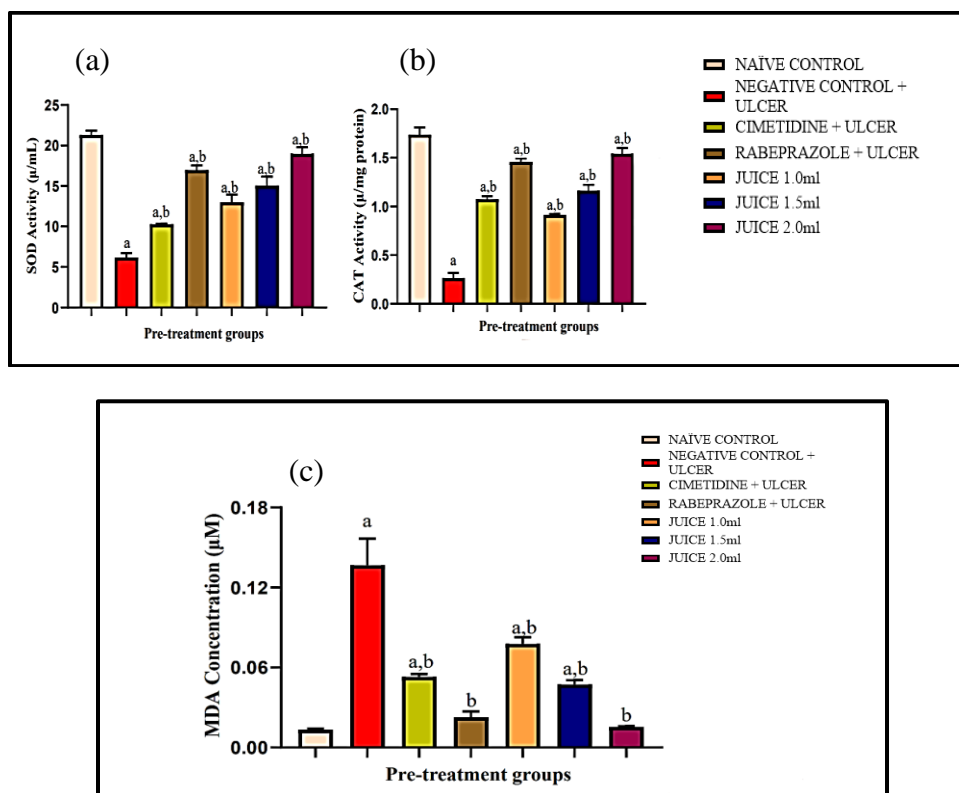 (a)
(b)
NAÏVE CONTROL
NEGATIVE CONTROL +
ULCER
CIMETIDINE + ULCER
RABEPRAZOLE + ULCER
JUICE 1.0ml
JUICE 1.5ml
JUICE 2.0ml
SOD Activity (µ/mL)
25
20
15
10
5
0
a
a,b
a,b
a,b
a,b
a,b
Pre-treatment groups
CAT Activity (µ/mg protein)
2.0
1.5
1.0
0.5
0.0
a
a,b
a,b
a,b
a,b
a,b
Pre-treatment groups
(c)
NAÏVE CONTROL
NEGATIVE CONTROL +
ULCER
CIMETIDINE + ULCER
RABEPRAZOLE + ULCER
JUICE 1.0ml
JUICE 1.5ml
JUICE 2.0ml
MDA Concentration (µM)
0.18
0.12
0.06
0.00
a
a,b
b
a,b
a,b
b
Pre-treatment groups